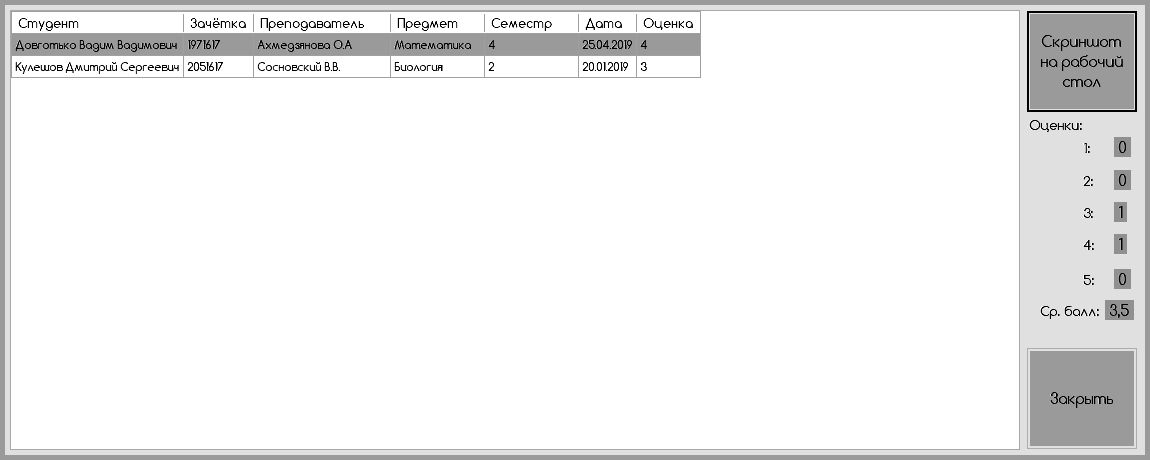 Студент Зачётка Преподаватель Предмет Семестр Дата Оценка
Довготько Вадим Вадимович 1971617 Ахмедзянова О.А Математика 4 25.04.2019 4
Кулешов Дмитрий Сергеевич 2051617 Сосновский В.В. Биология 2 20.01.2019 3
Скриншот
на рабочий
стол
Оценки:
1: 0
2: 0
3: 1
4: 1
5: 0
Ср. балл: 3,5
Закрыть